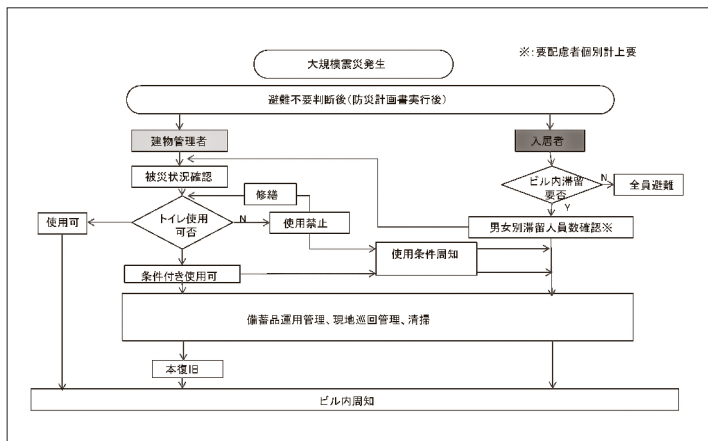 ※:要配慮者個別計上要
大規模震災発生
避難不要判断後(防災計画書実行後)
建物管理者
入居者
被災状況確認
ビル内滞留
要否
N
全員避難
Y
修繕
使用可
トイレ使用
可否
N
使用禁止
男女別滞留人員数確認※
使用条件周知
条件付き使用可
備蓄品運用管理、現地巡回管理、清掃
本復旧
ビル内周知